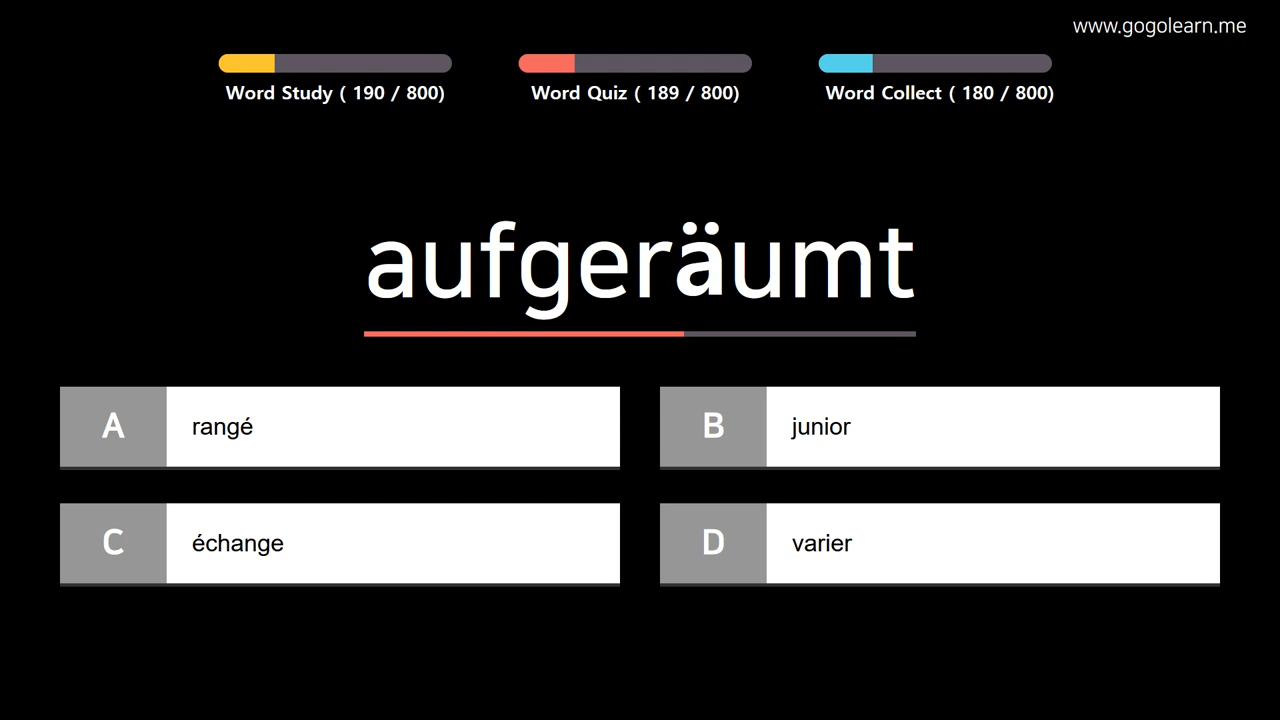 www.gogolearn.me
Word Study ( 190 / 800)
Word Quiz ( 189 / 800)
Word Collect ( 180 / 800)
aufgeräumt
A rangé
B junior
C échange
D varier